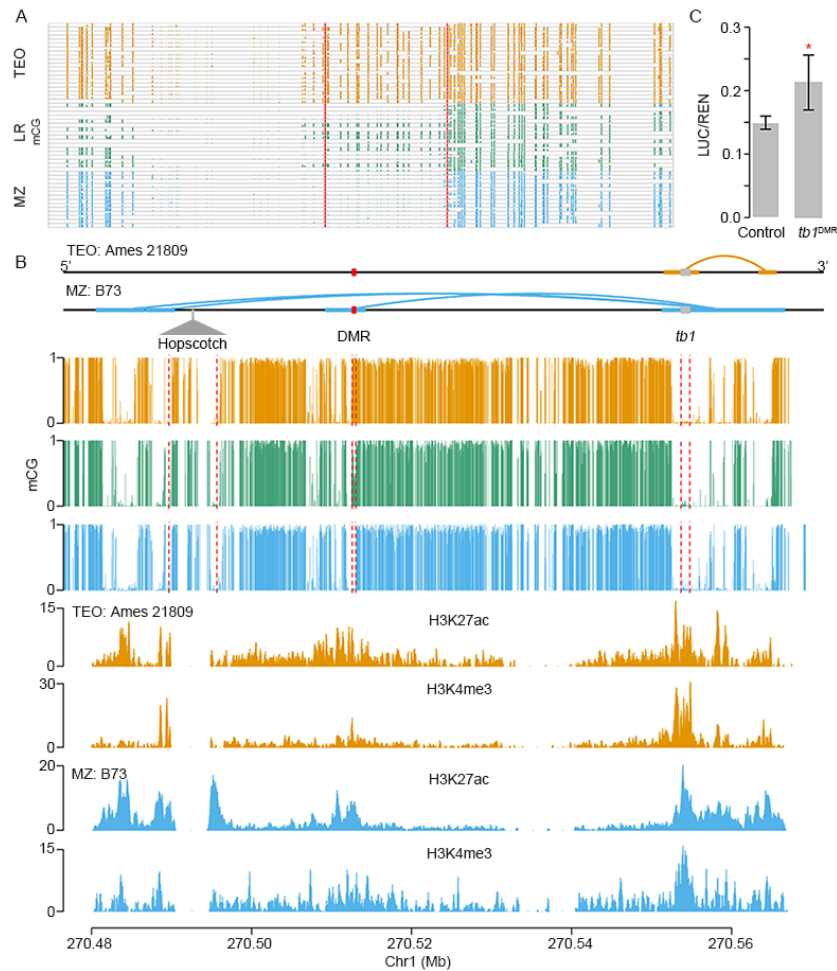 A
TEO
LR
mCG
MZ
C
LUC/REN
0.3
0.2
0.1
0.0
*
Control
tb1DMR
TEO: Ames 21809
B
5'
3'
MZ: B73
Hopscotch
DMR
tb1
1
0
1
mCG
0
1
0
TEO: Ames 21809
H3K27ac
15
0
H3K4me3
30
0
MZ: B73
H3K27ac
20
0
H3K4me3
15
0
270.48
270.50
270.52
270.54
270.56
Chr1 (Mb)